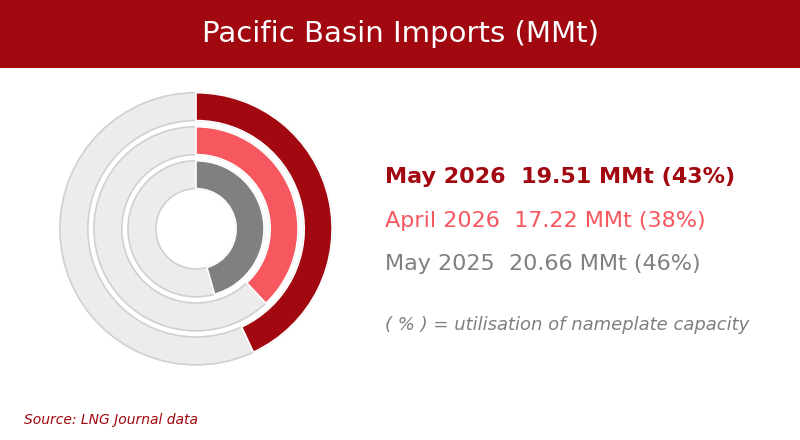 Pacific Basin Imports (MMt)
May 2026  19.51 MMt (43%)
April 2026  17.22 MMt (38%)
May 2025  20.66 MMt (46%)
( % ) = utilisation of nameplate capacity
Source: LNG Journal data